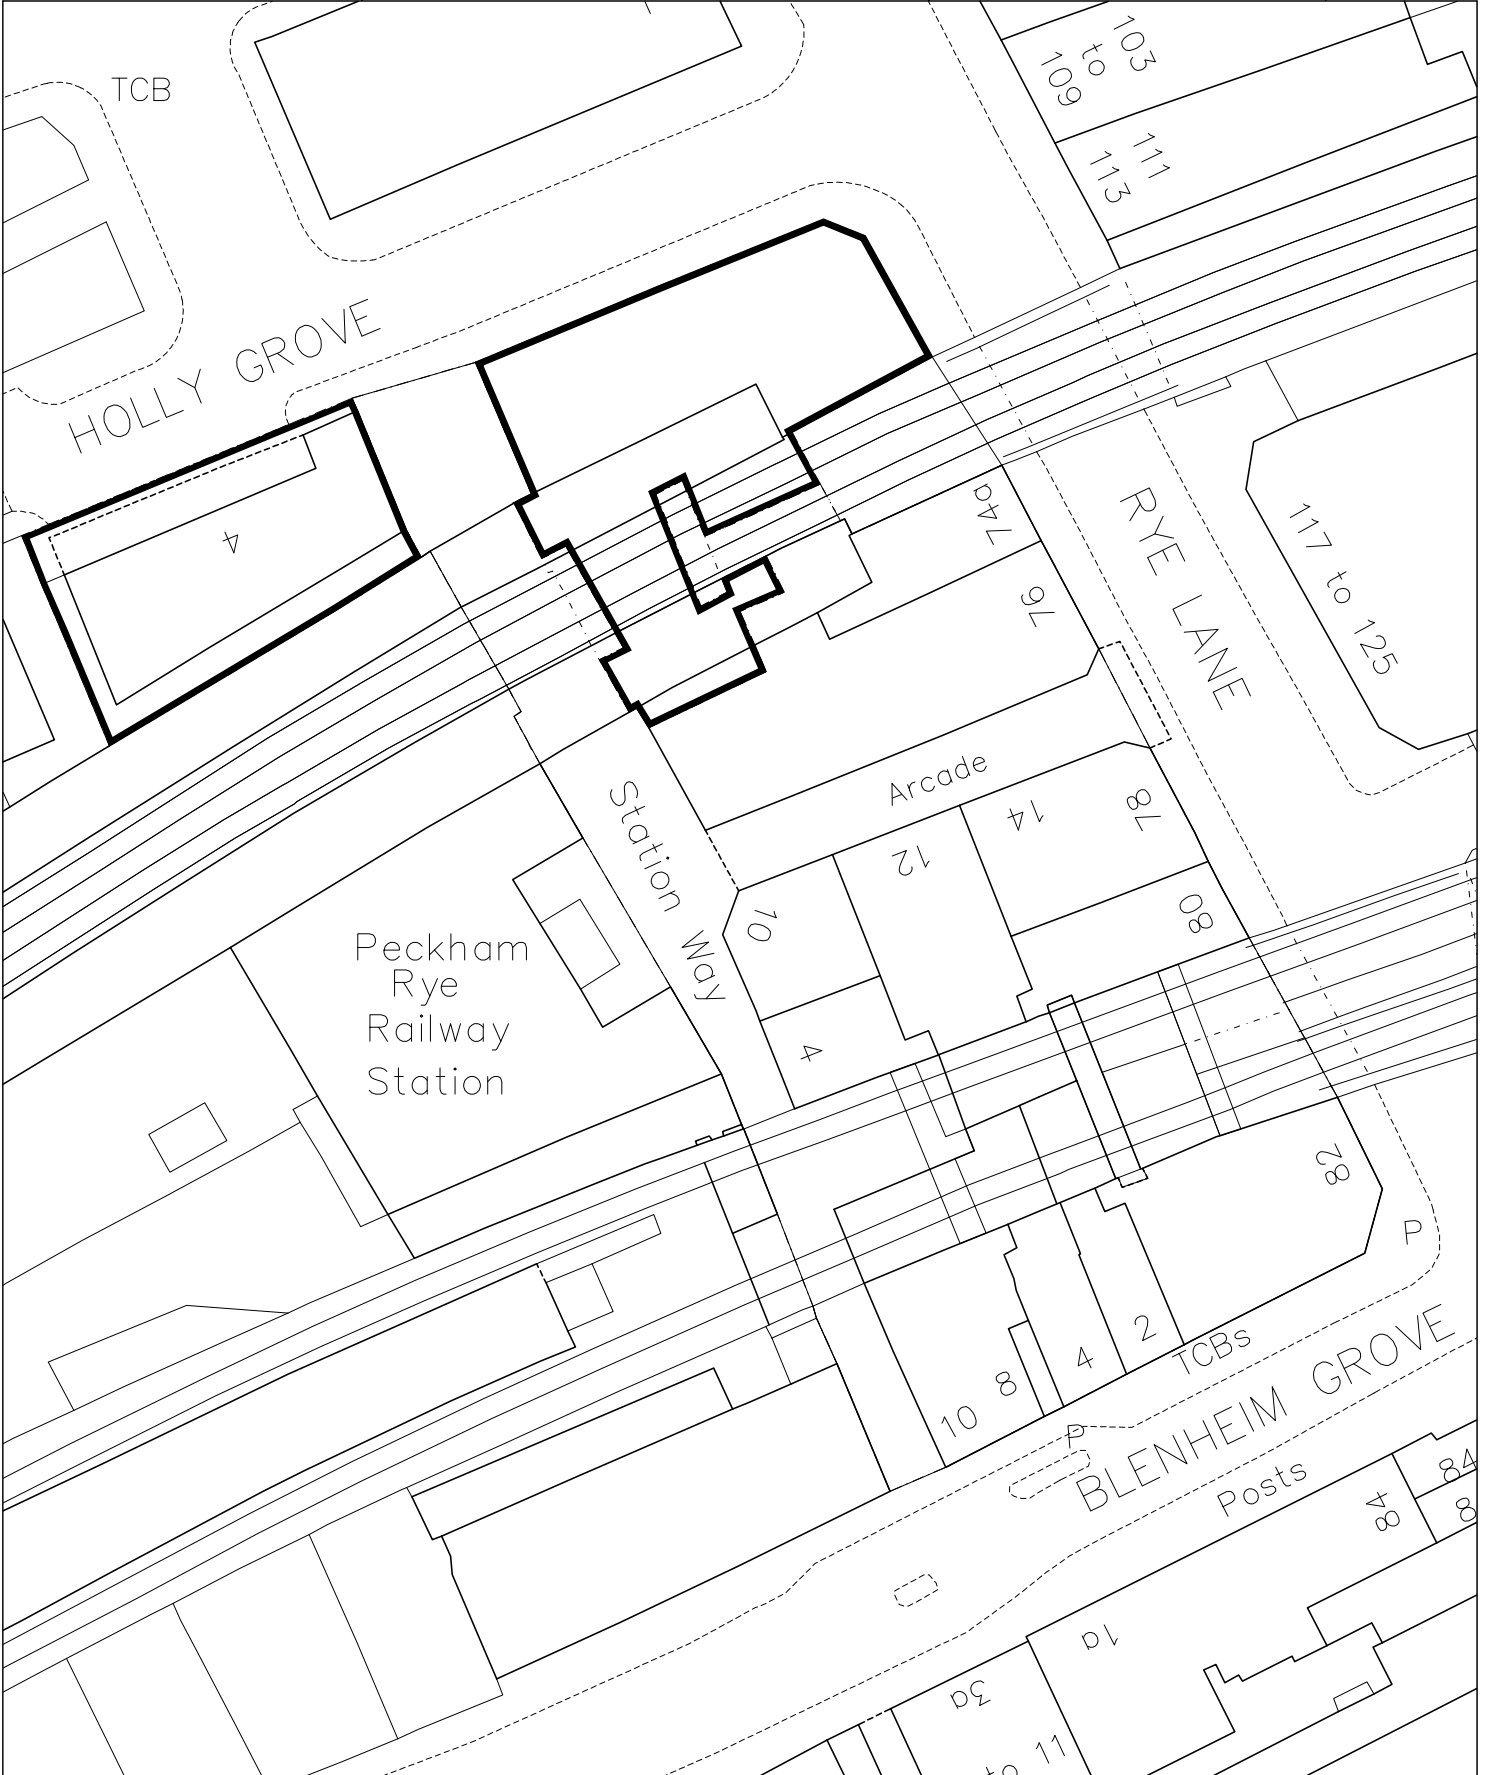 TCB
103
to
109
111
113
HOLLY GROVE
4
74a
76
RYE LANE
117 to 125
Arcade
Station Way
14
78
12
10
80
4
Peckham
Rye
Railway
Station
82
P
2
TCBs
4
8
10
P
BLENHEIM GROVE
Posts
84
84
8
1a
3a
to 11